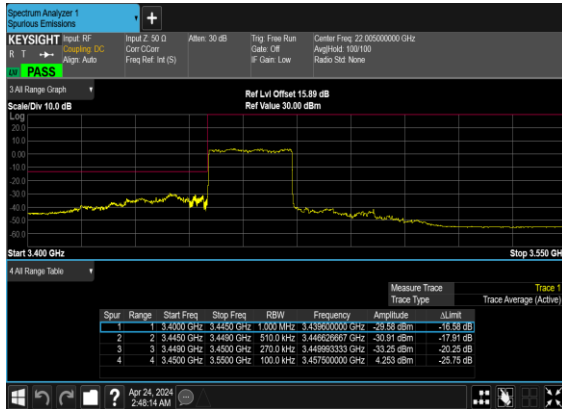 Spectrum Analyzer 1
Spurious Emissions
KEYSIGHT
R T
LU PASS
Input: RF
Coupling: DC
Align: Auto
Input Z: 50 Ω
Corr CCorr
Freq Ref: Int (S)
Atten: 30 dB
Trig: Free Run
Gate: Off
IF Gain: Low
Center Freq: 22.005000000 GHz
Avg|Hold: 100/100
Radio Std: None
3 All Range Graph
Scale/Div 10.0 dB
Ref Lvl Offset 15.89 dB
Ref Value 30.00 dBm
Log
20.0
10.0
0.00
-10.0
-20.0
-30.0
-40.0
-50.0
-60.0
Start 3.400 GHz
Stop 3.550 GHz
4 All Range Table
Measure Trace Trace 1
Trace Type Trace Average (Active)
Spur Range Start Freq Stop Freq RBW Frequency Amplitude ΔLimit
1 1 3.4000 GHz 3.4450 GHz 1.000 MHz 3.439600000 GHz -29.58 dBm -16.58 dB
2 2 3.4450 GHz 3.4490 GHz 510.0 kHz 3.446626667 GHz -30.91 dBm -17.91 dB
3 3 3.4490 GHz 3.4500 GHz 270.0 kHz 3.449993333 GHz -33.25 dBm -20.25 dB
4 4 3.4500 GHz 3.5500 GHz 100.0 kHz 3.457500000 GHz 4.253 dBm -25.75 dB
?
Apr 24, 2024
2:48:14 AM